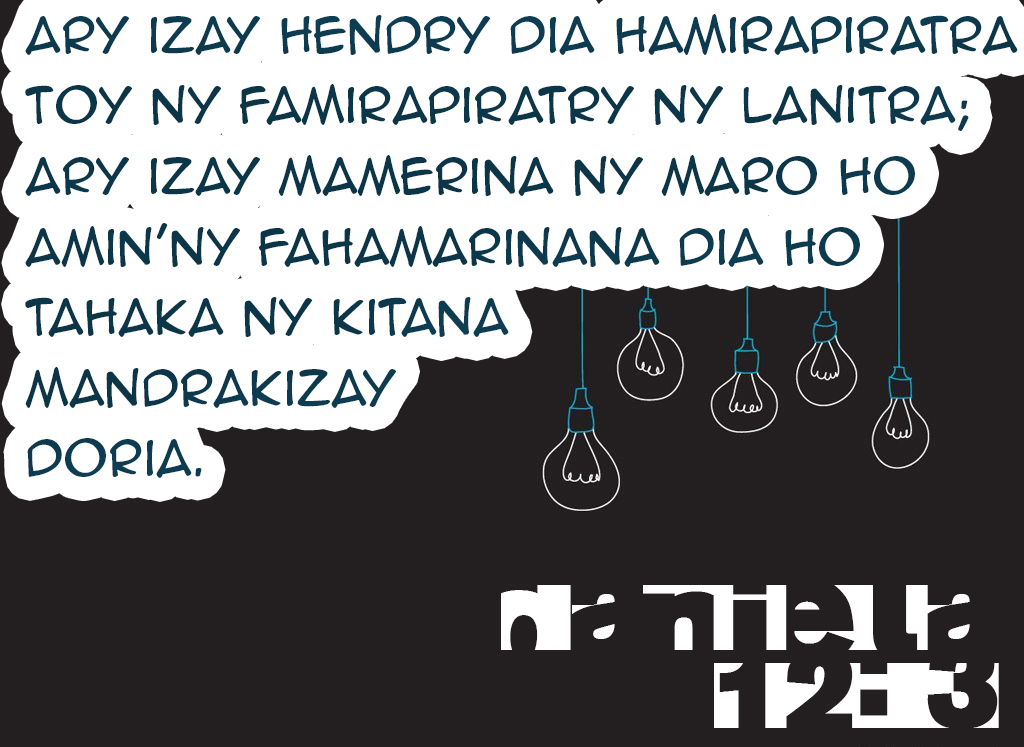 ARY IZAY HENDRY DIA HAMIRAPIRATRA
TOY NY FAMIRAPIRATRY NY LANITRA;
ARY IZAY MAMERINA NY MARO HO
AMIN'NY FAHAMARINANA DIA HO
TAHAKA NY KITANA
MANDRAKIZAY
DORIA.
daniela
12: 3